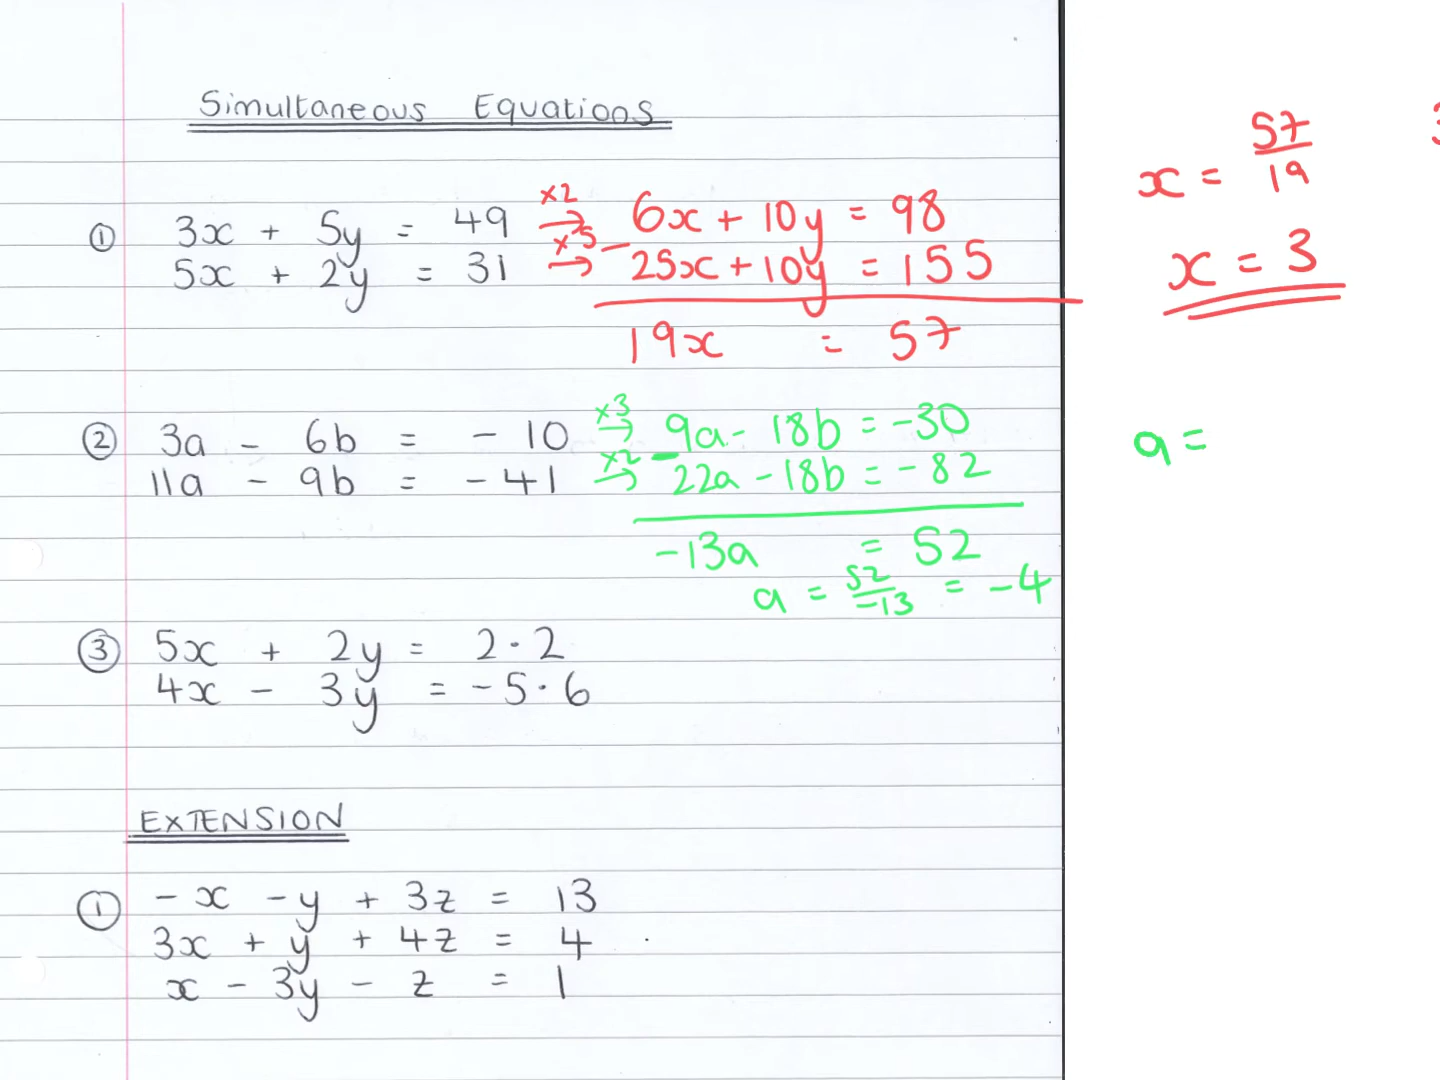 Simultaneous Equations
① 3x + 5y = 49 ×2→ 6x + 10y = 98
5x + 2y = 31 ×5→ − 25x + 10y = 155
19x = 57
x = 57/19
x = 3
② 3a − 6b = − 10 ×3→ 9a − 18b = −30
11a − 9b = − 41 ×2→ − 22a − 18b = − 82
−13a = 52
a = 52/−13 = −4
a =
③ 5x + 2y = 2·2
4x − 3y = − 5·6
EXTENSION
① − x − y + 3z = 13
3x + y + 4z = 4
x − 3y − z = 1